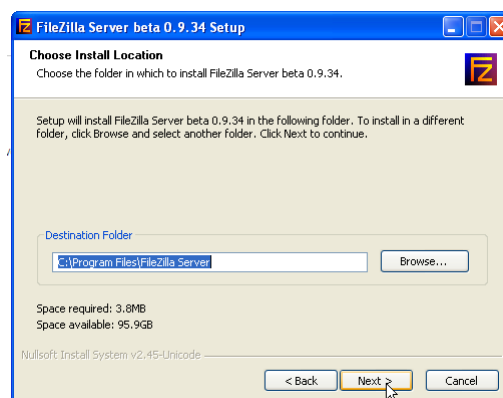 FileZilla Server beta 0.9.34 Setup
Choose Install Location
Choose the folder in which to install FileZilla Server beta 0.9.34.
Setup will install FileZilla Server beta 0.9.34 in the following folder. To install in a different
folder, click Browse and select another folder. Click Next to continue.
Destination Folder
C:\Program Files\FileZilla Server
Browse...
Space required: 3.8MB
Space available: 95.9GB
Nullsoft Install System v2.45-Unicode
< Back
Next >
Cancel